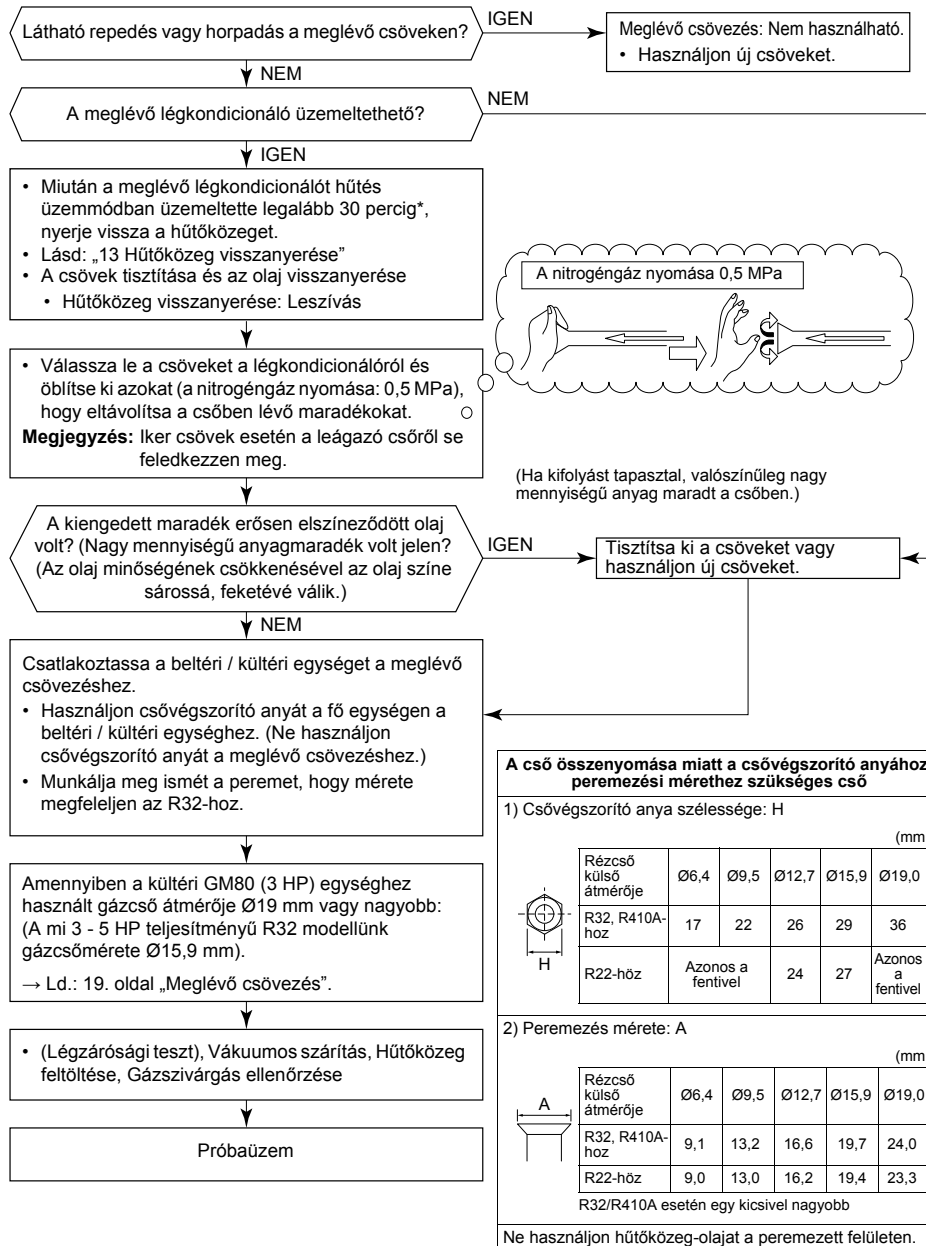 Látható repedés vagy horpadás a meglévő csöveken?
IGEN
Meglévő csövezés: Nem használható.
• Használjon új csöveket.
NEM
A meglévő légkondicionáló üzemeltethető?
NEM
IGEN
• Miután a meglévő légkondicionálót hűtés
üzemmódban üzemeltette legalább 30 percig*,
nyerje vissza a hűtőközeget.
• Lásd: „13 Hűtőközeg visszanyerése”
• A csövek tisztítása és az olaj visszanyerése
• Hűtőközeg visszanyerése: Leszívás
A nitrogéngáz nyomása 0,5 MPa
• Válassza le a csöveket a légkondicionálóról és
öblítse ki azokat (a nitrogéngáz nyomása: 0,5 MPa),
hogy eltávolítsa a csőben lévő maradékokat.
Megjegyzés: Iker csövek esetén a leágazó csőről se
feledkezzen meg.
(Ha kifolyást tapasztal, valószínűleg nagy
mennyiségű anyag maradt a csőben.)
A kiengedett maradék erősen elszíneződött olaj
volt? (Nagy mennyiségű anyagmaradék volt jelen?
(Az olaj minőségének csökkenésével az olaj színe
sárossá, feketévé válik.)
IGEN
Tisztítsa ki a csöveket vagy
használjon új csöveket.
NEM
Csatlakoztassa a beltéri / kültéri egységet a meglévő
csövezéshez.
• Használjon csővégszorító anyát a fő egységen a
beltéri / kültéri egységhez. (Ne használjon
csővégszorító anyát a meglévő csövezéshez.)
• Munkálja meg ismét a peremet, hogy mérete
megfeleljen az R32-hoz.
Amennyiben a kültéri GM80 (3 HP) egységhez
használt gázcső átmérője Ø19 mm vagy nagyobb:
(A mi 3 - 5 HP teljesítményű R32 modellünk
gázcsőmérete Ø15,9 mm).
→ Ld.: 19. oldal „Meglévő csövezés”.
• (Légzárósági teszt), Vákuumos szárítás, Hűtőközeg
feltöltése, Gázszivárgás ellenőrzése
Próbaüzem
A cső összenyomása miatt a csővégszorító anyához /
peremezési mérethez szükséges cső
1) Csővégszorító anya szélessége: H
(mm
H
Rézcső
külső
átmérője
Ø6,4 Ø9,5 Ø12,7 Ø15,9 Ø19,0
R32, R410A-
hoz
17 22 26 29 36
R22-höz
Azonos a
fentivel
24 27
Azonos
a
fentivel
2) Peremezés mérete: A
(mm
A
Rézcső
külső
átmérője
Ø6,4 Ø9,5 Ø12,7 Ø15,9 Ø19,0
R32, R410A-
hoz
9,1 13,2 16,6 19,7 24,0
R22-höz 9,0 13,0 16,2 19,4 23,3
R32/R410A esetén egy kicsivel nagyobb
Ne használjon hűtőközeg-olajat a peremezett felületen.